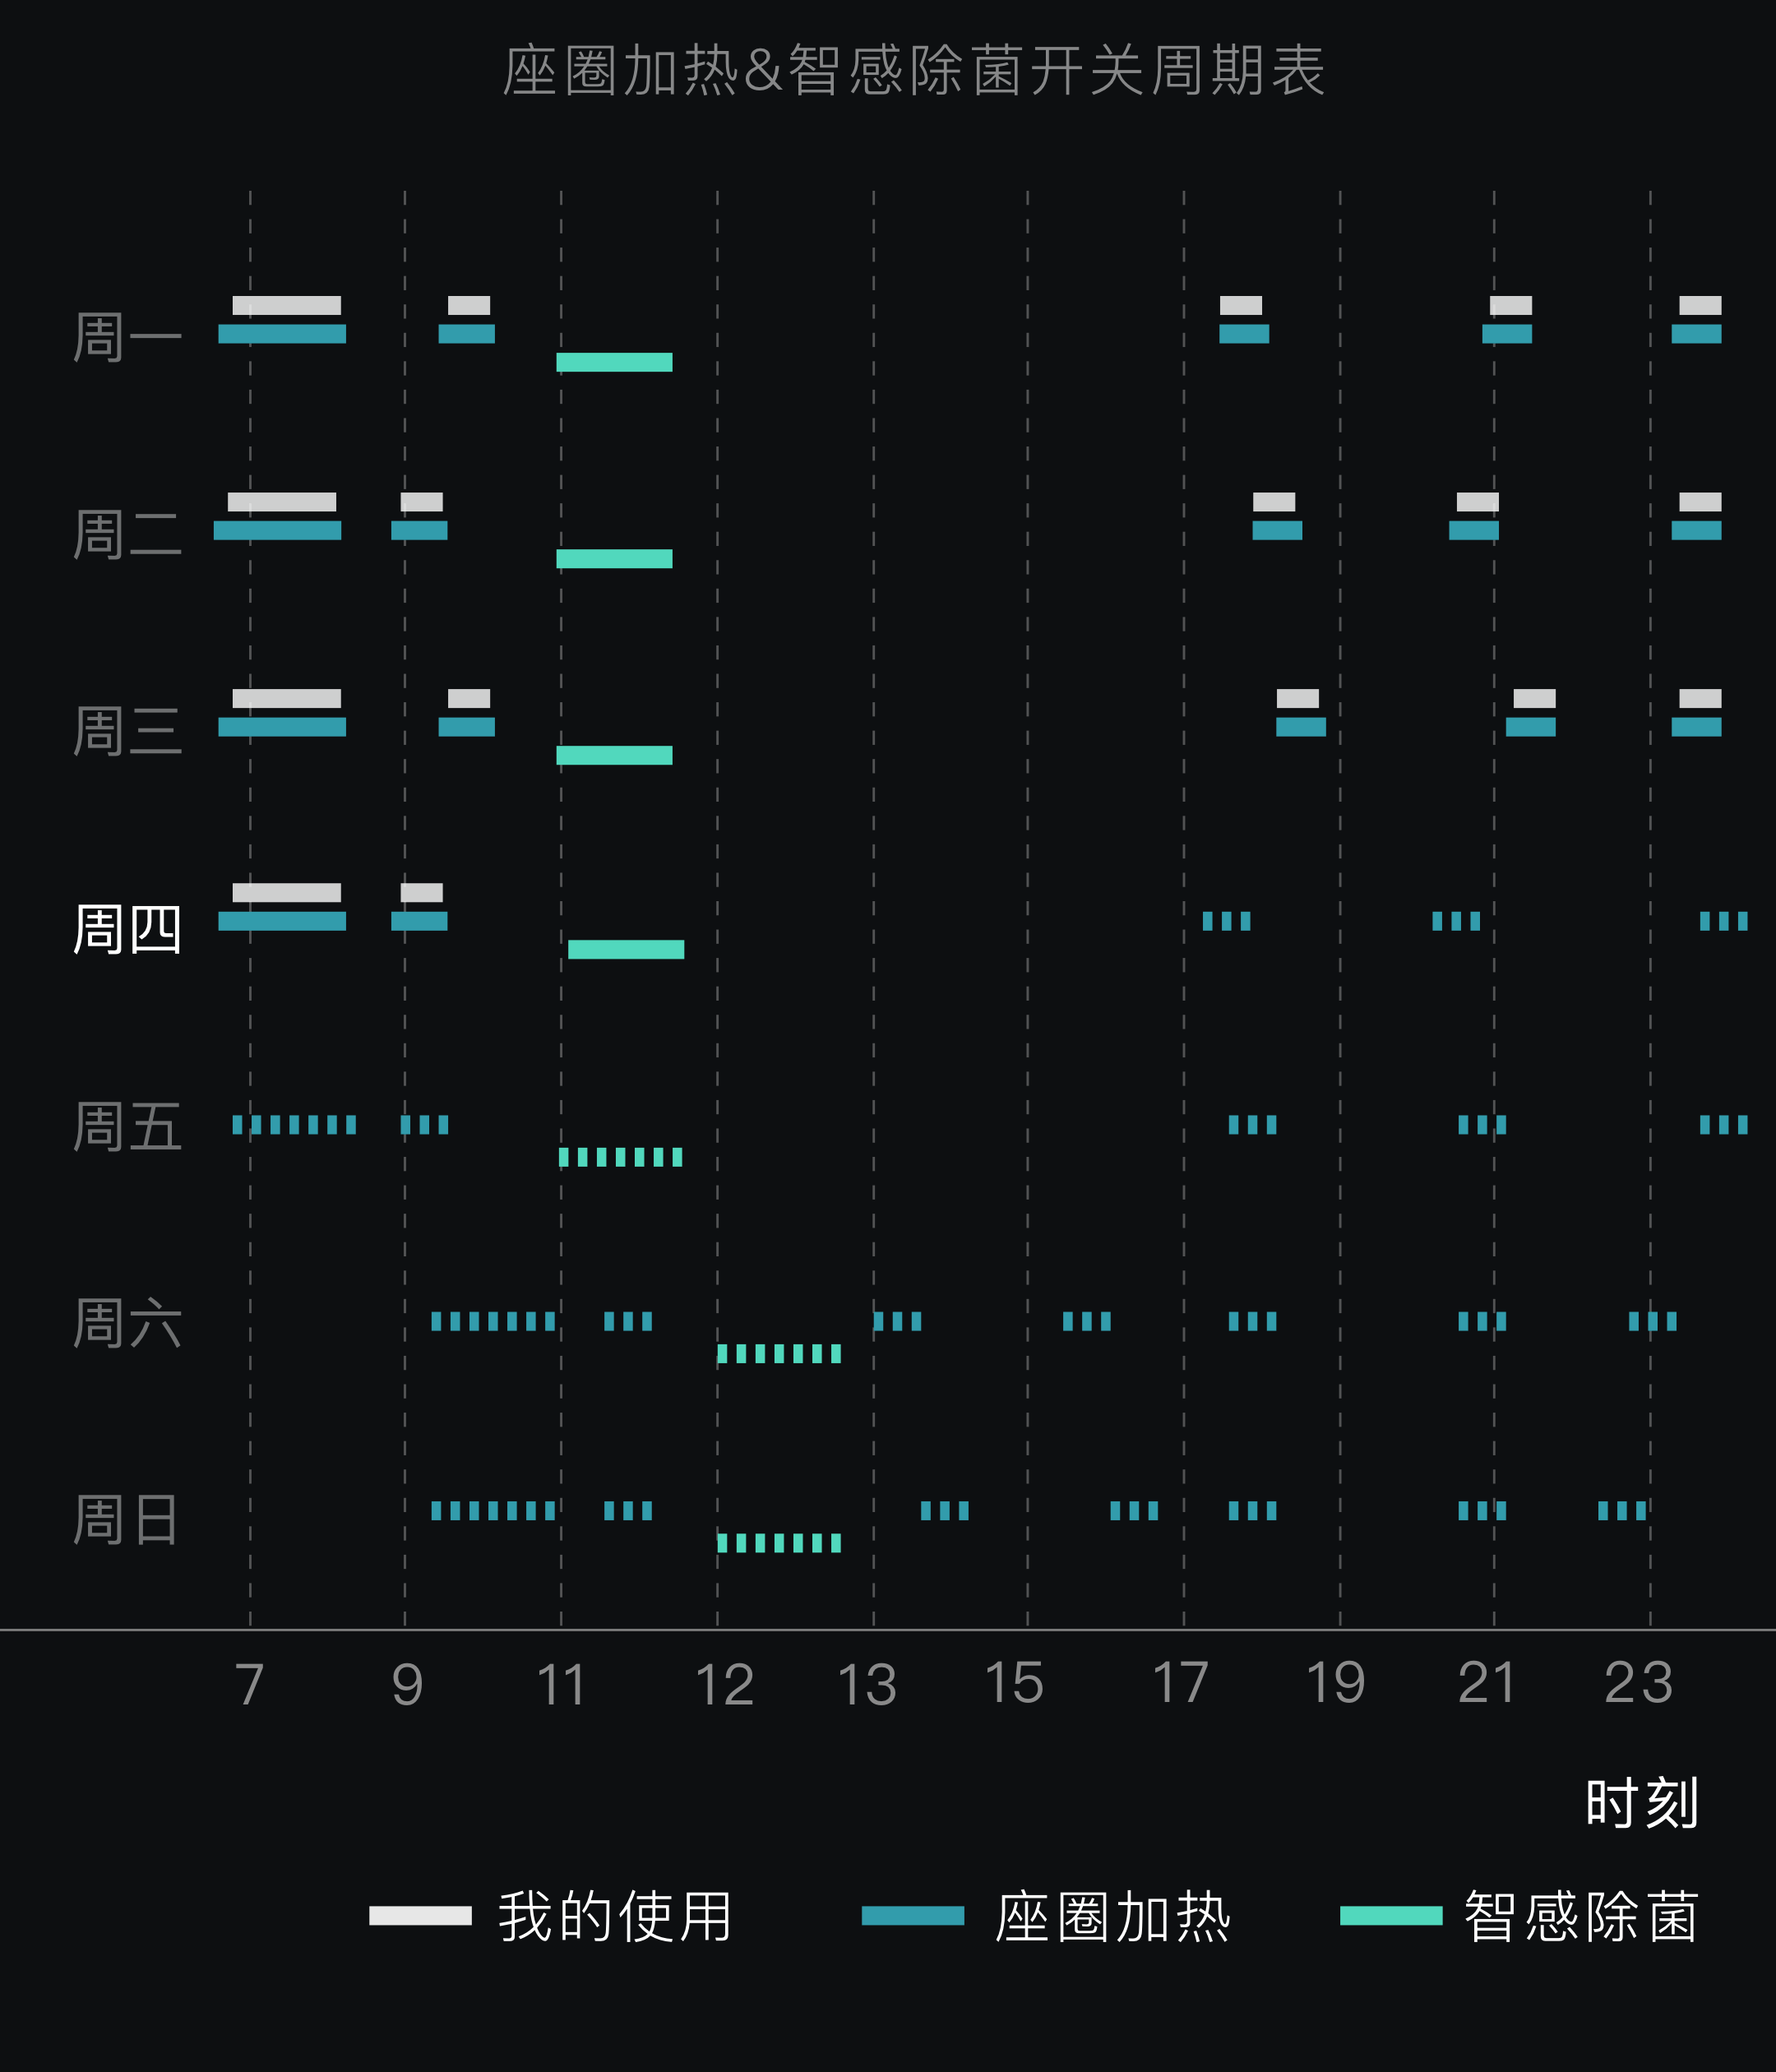 座圈加热&智感除菌开关周期表
周一
周二
周三
周四
周五
周六
周日
7 9 11 12 13 15 17 19 21 23
时刻
我的使用 座圈加热 智感除菌